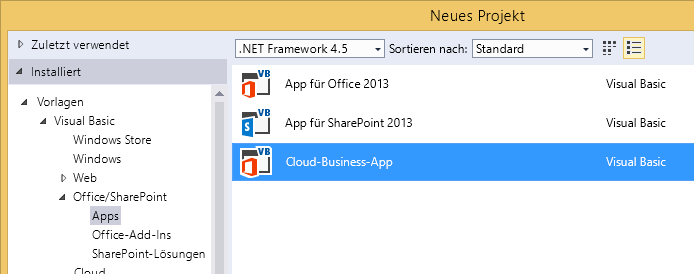 Neues Projekt
Zuletzt verwendet
Installiert
Vorlagen
Visual Basic
Windows Store
Windows
Web
Office/SharePoint
Apps
Office-Add-Ins
SharePoint-Lösungen
Cloud
.NET Framework 4.5 Sortieren nach: Standard
VB App für Office 2013 Visual Basic
VB S App für SharePoint 2013 Visual Basic
VB Cloud-Business-App Visual Basic